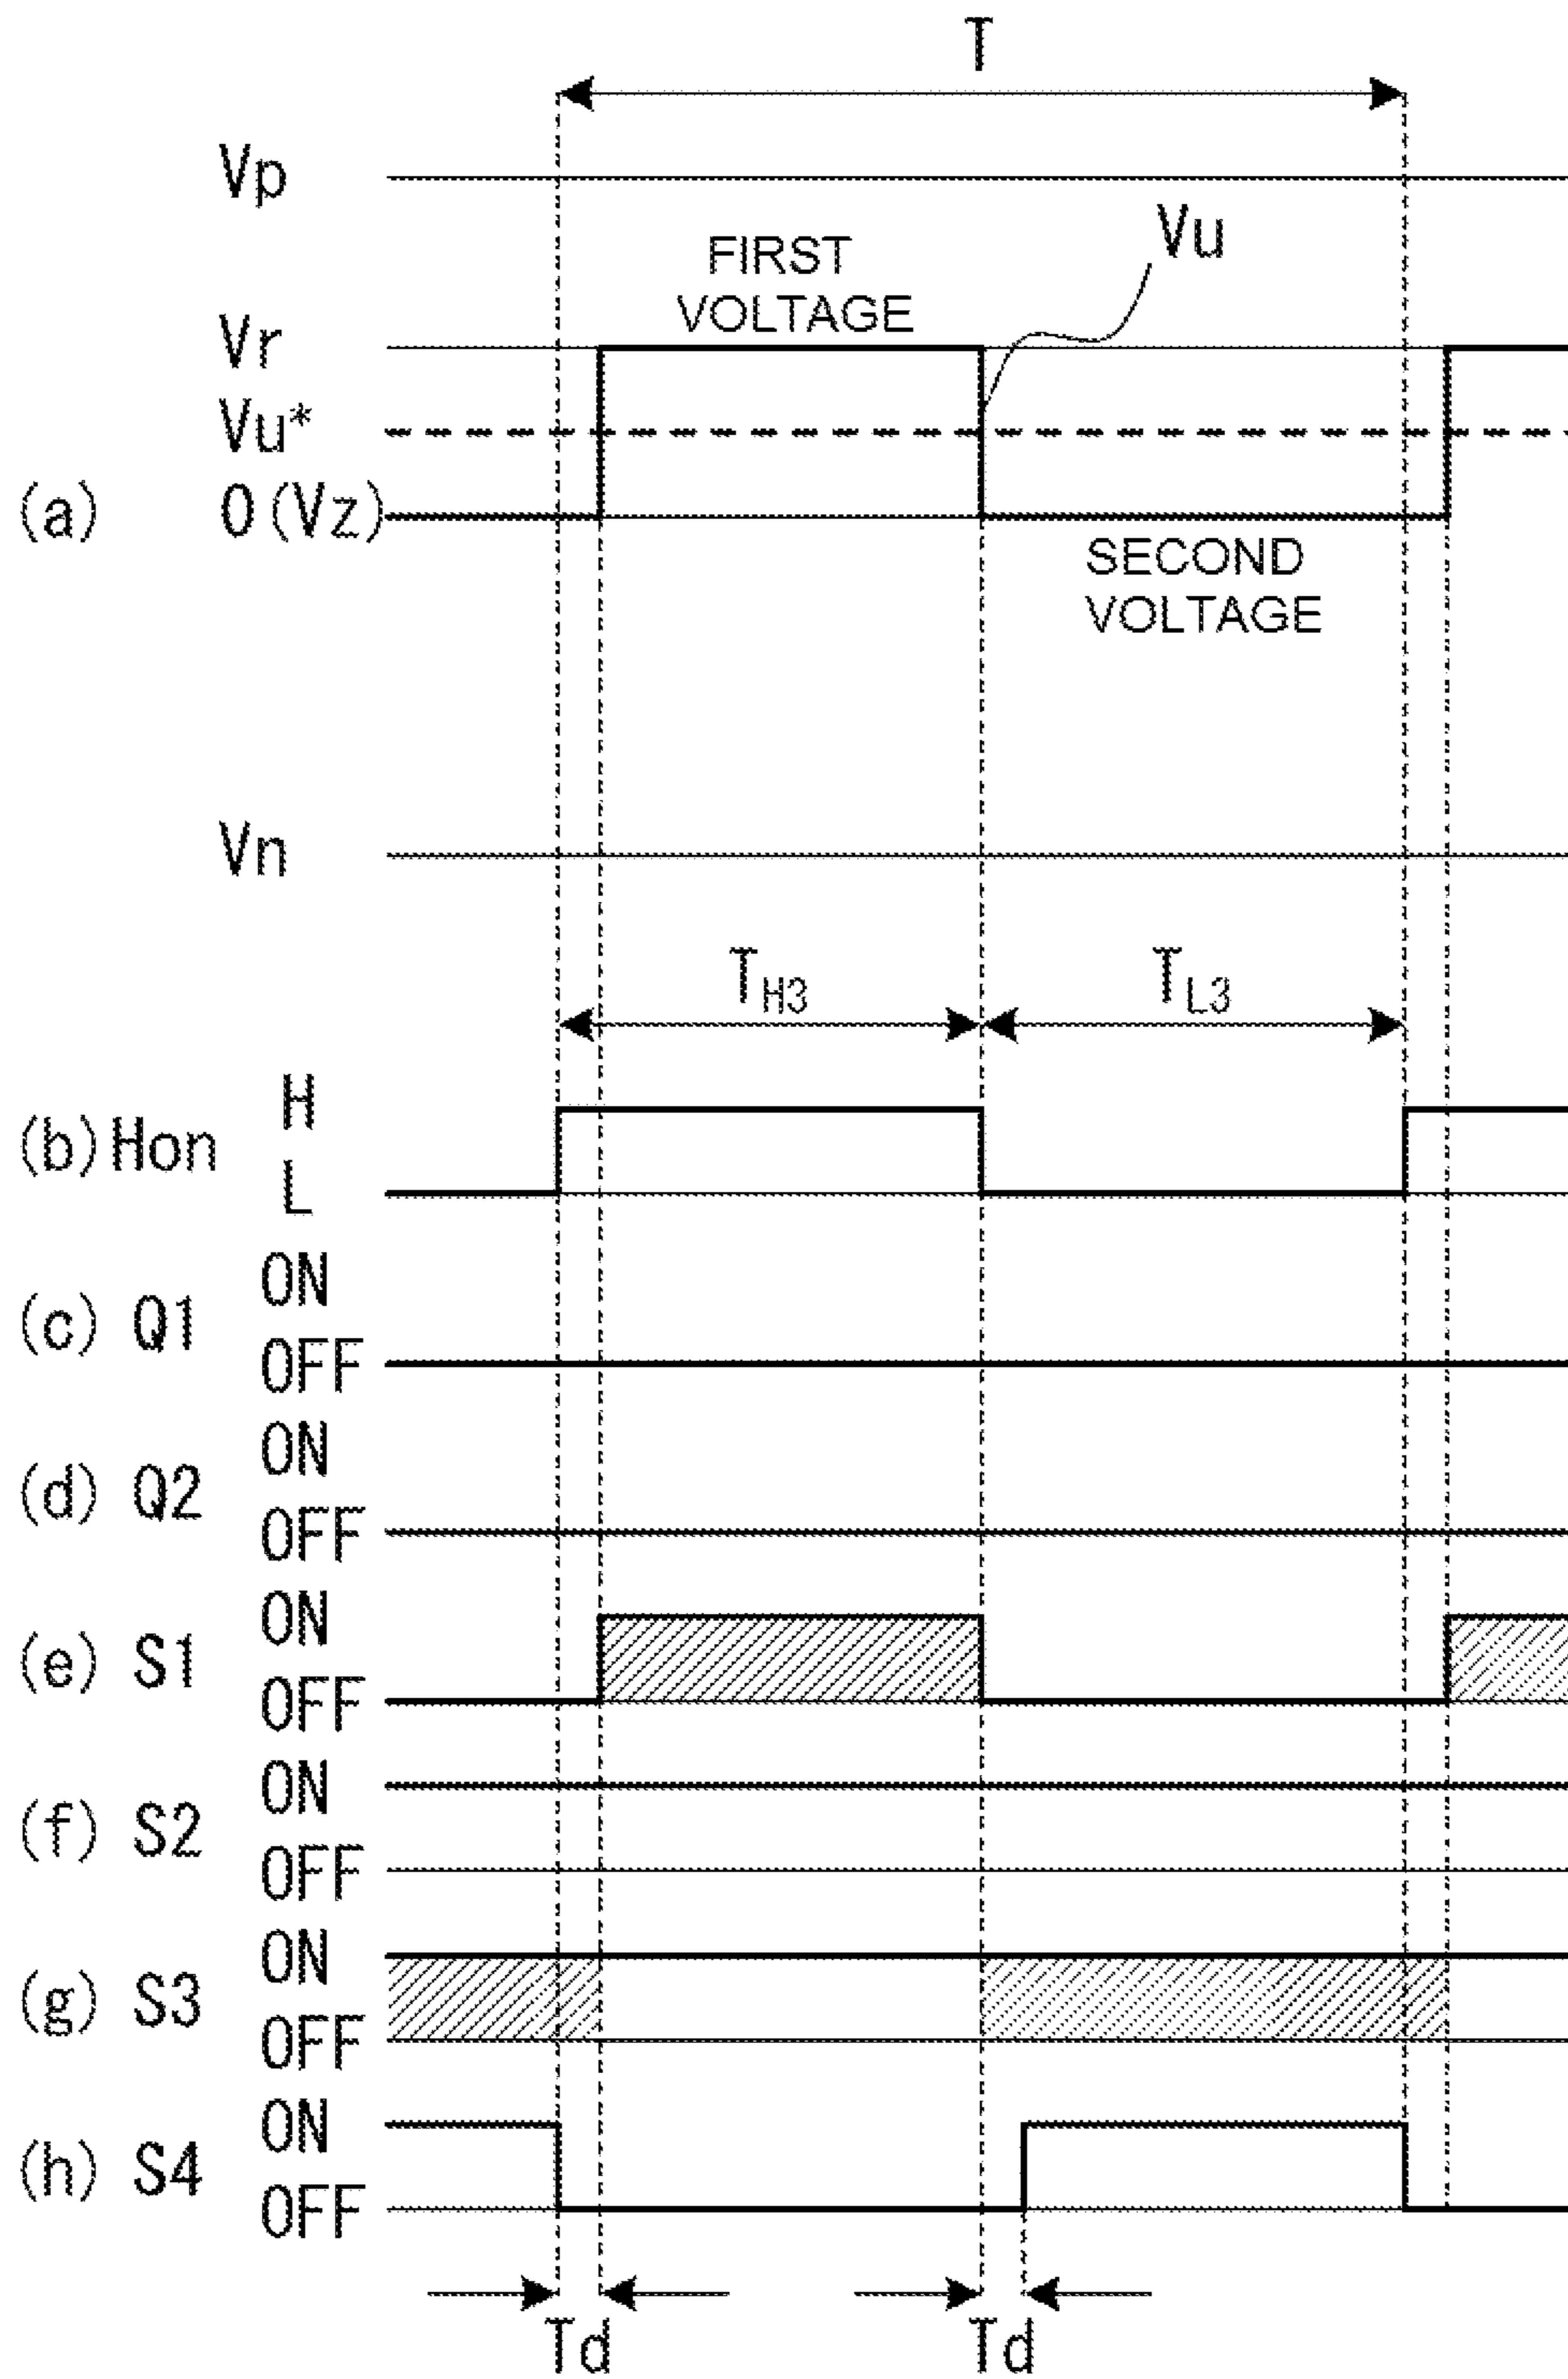 T
Vp
FIRST
VOLTAGE
Vu
Vr
Vu*
(a) 0(Vz)
SECOND
VOLTAGE
Vn
TH3 TL3
(b) Hon H
L
(c) Q1 ON
OFF
(d) Q2 ON
OFF
(e) S1 ON
OFF
(f) S2 ON
OFF
(g) S3 ON
OFF
(h) S4 ON
OFF
Td Td